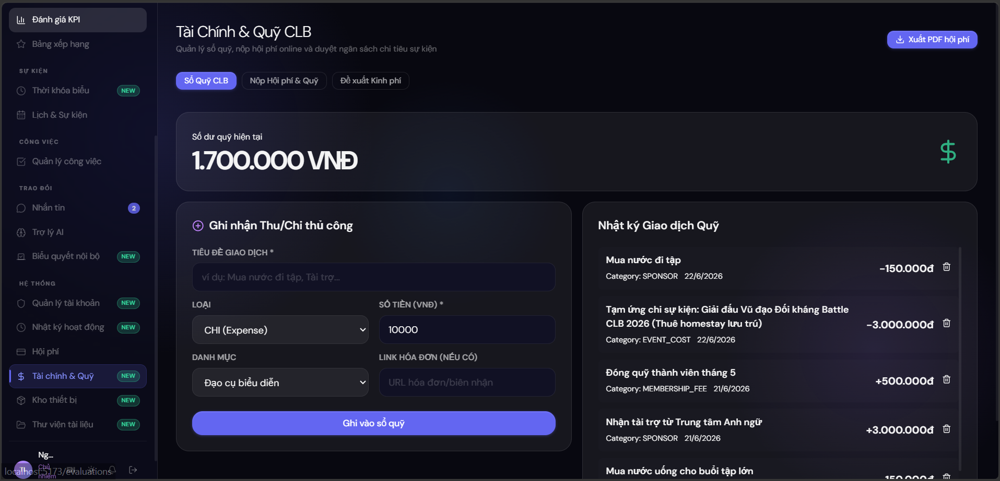 Đánh giá KPI
Bảng xếp hạng
SỰ KIỆN
Thời khóa biểu NEW
Lịch & Sự kiện
CÔNG VIỆC
Quản lý công việc
TRAO ĐỔI
Nhắn tin 2
Trợ lý AI
Biểu quyết nội bộ NEW
HỆ THỐNG
Quản lý tài khoản NEW
Nhật ký hoạt động NEW
Hội phí
Tài chính & Quỹ NEW
Kho thiết bị NEW
Thư viện tài liệu NEW
Ng...
Chủ
nhiệm
TL
localhost:5173/evaluations
Tài Chính & Quỹ CLB
Quản lý sổ quỹ, nộp hội phí online và duyệt ngân sách chi tiêu sự kiện
Xuất PDF hội phí
Sổ Quỹ CLB
Nộp Hội phí & Quỹ
Đề xuất Kinh phí
Số dư quỹ hiện tại
1.700.000 VNĐ
Ghi nhận Thu/Chi thủ công
TIÊU ĐỀ GIAO DỊCH *
ví dụ: Mua nước đi tập, Tài trợ...
LOẠI
SỐ TIỀN (VNĐ) *
CHI (Expense)
10000
DANH MỤC
LINK HÓA ĐƠN (NẾU CÓ)
Đạo cụ biểu diễn
URL hóa đơn/biên nhận
Ghi vào sổ quỹ
Nhật ký Giao dịch Quỹ
Mua nước đi tập
Category: SPONSOR 22/6/2026
-150.000đ
Tạm ứng chi sự kiện: Giải đấu Vũ đạo Đối kháng Battle
CLB 2026 (Thuê homestay lưu trú)
Category: EVENT_COST 22/6/2026
-3.000.000đ
Đóng quỹ thành viên tháng 5
Category: MEMBERSHIP_FEE 21/6/2026
+500.000đ
Nhận tài trợ từ Trung tâm Anh ngữ
Category: SPONSOR 21/6/2026
+3.000.000đ
Mua nước uống cho buổi tập lớn
-150.000đ